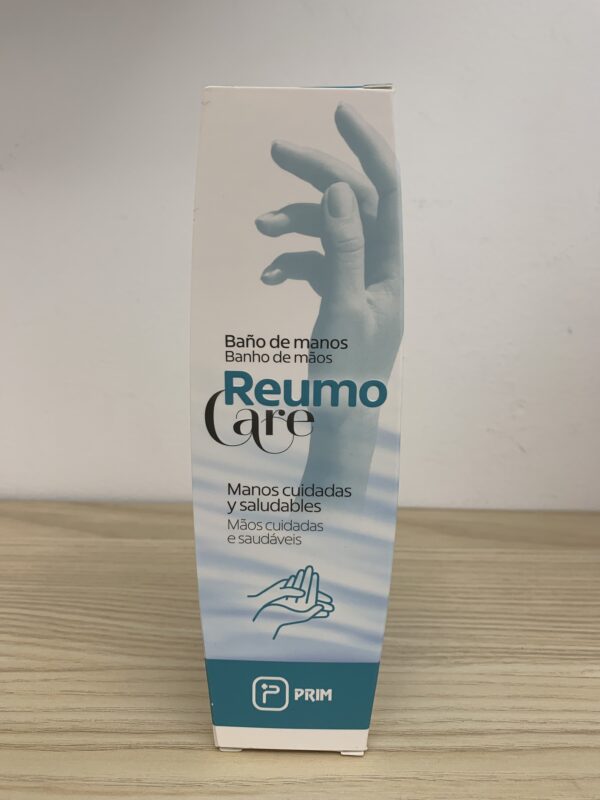 Baño de manos
Banho de mãos
Reumo
Care
Manos cuidadas
y saludables
Mãos cuidadas
e saudáveis
PRIM